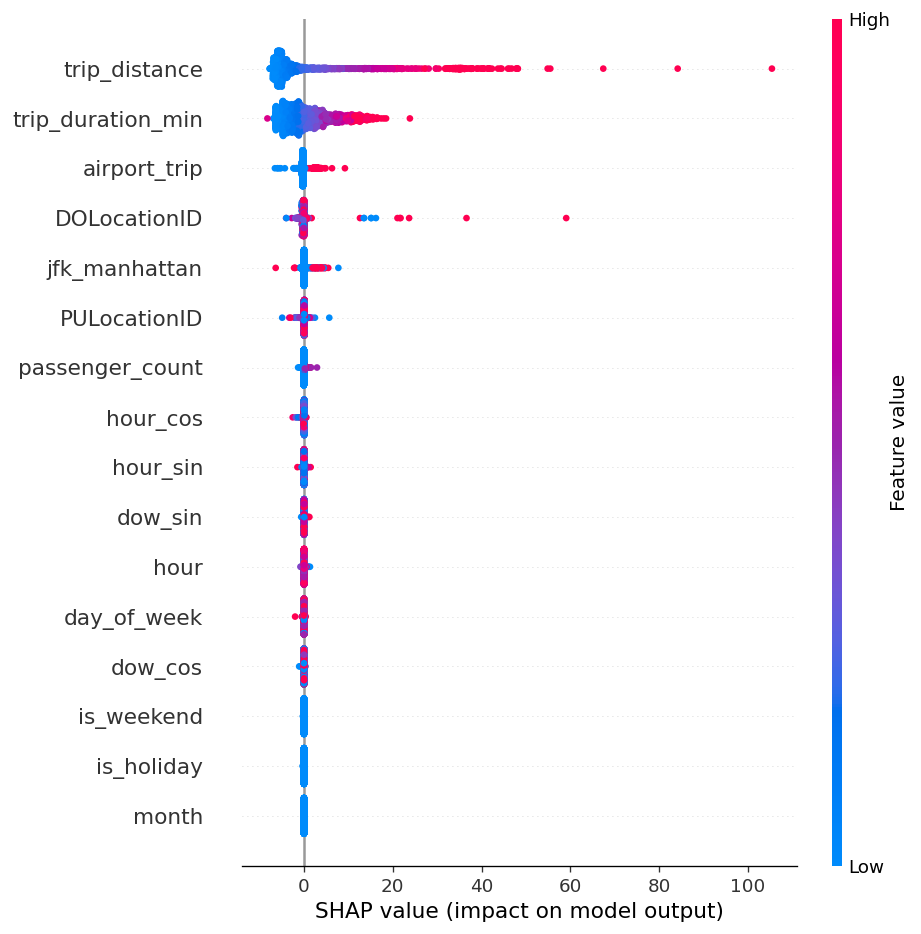 High
trip_distance
trip_duration_min
airport_trip
DOLocationID
jfk_manhattan
PULocationID
passenger_count
hour_cos
hour_sin
dow_sin
hour
day_of_week
dow_cos
is_weekend
is_holiday
month
Feature value
Low
0 20 40 60 80 100
SHAP value (impact on model output)